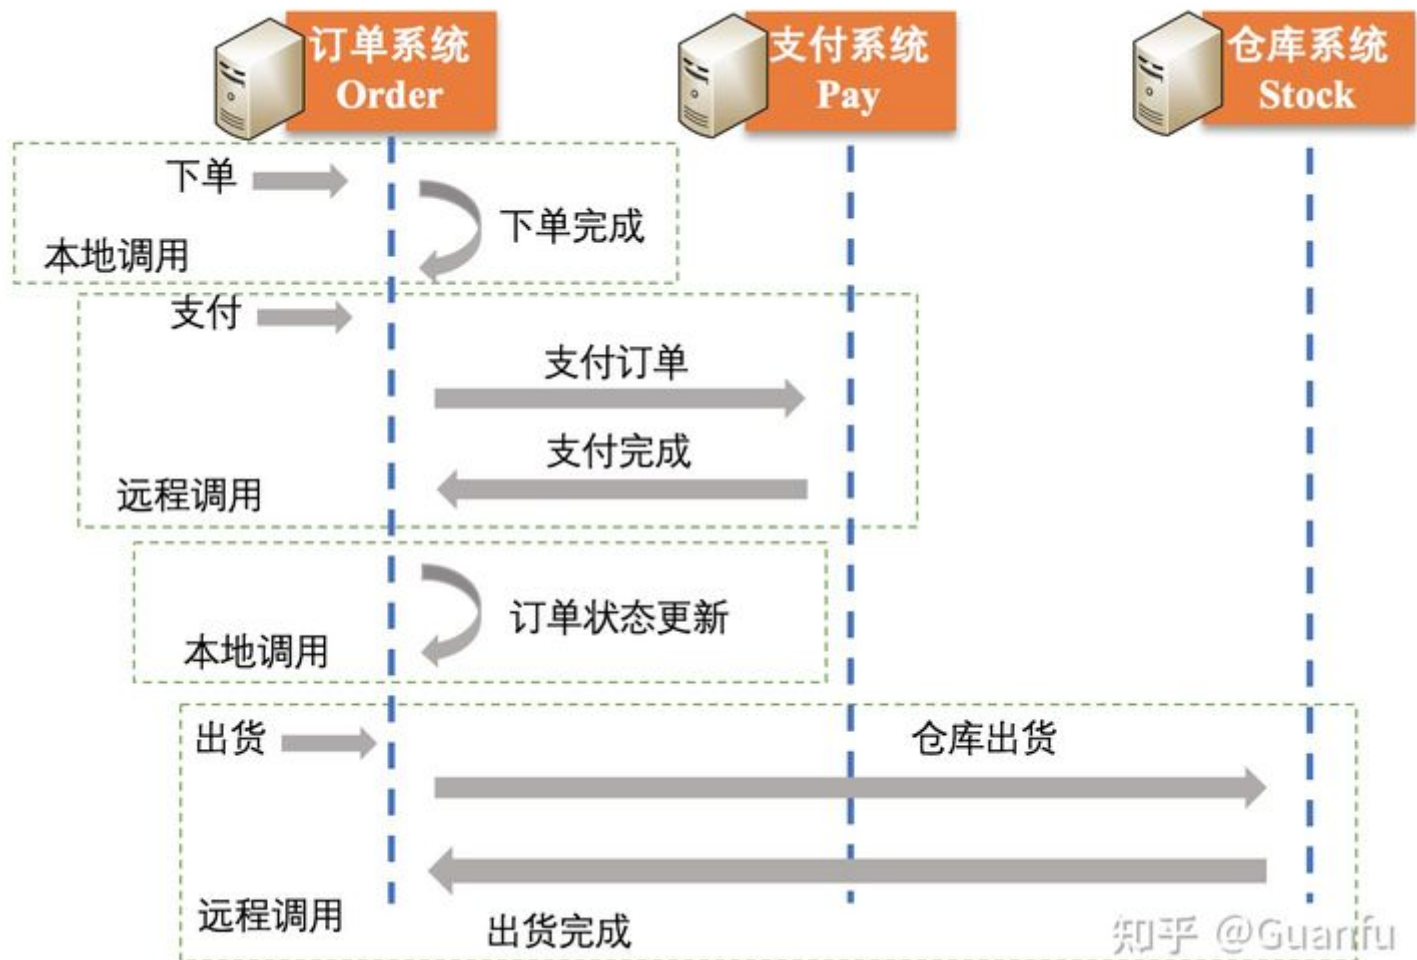 订单系统
Order
支付系统
Pay
仓库系统
Stock
下单
下单完成
本地调用
支付
支付订单
支付完成
远程调用
订单状态更新
本地调用
出货
仓库出货
远程调用
出货完成
知乎 @Guanfu